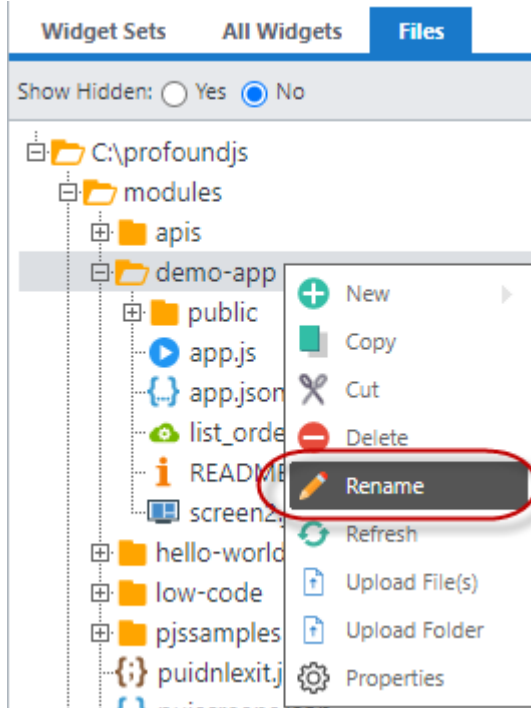 Widget Sets All Widgets Files
Show Hidden: Yes No
C:\profoundjs
modules
apis
demo-app
public
app.js
app.json
list_orde
README
screen2.
hello-world
low-code
pjssamples
puidnlexit.j
New
Copy
Cut
Delete
Rename
Refresh
Upload File(s)
Upload Folder
Properties